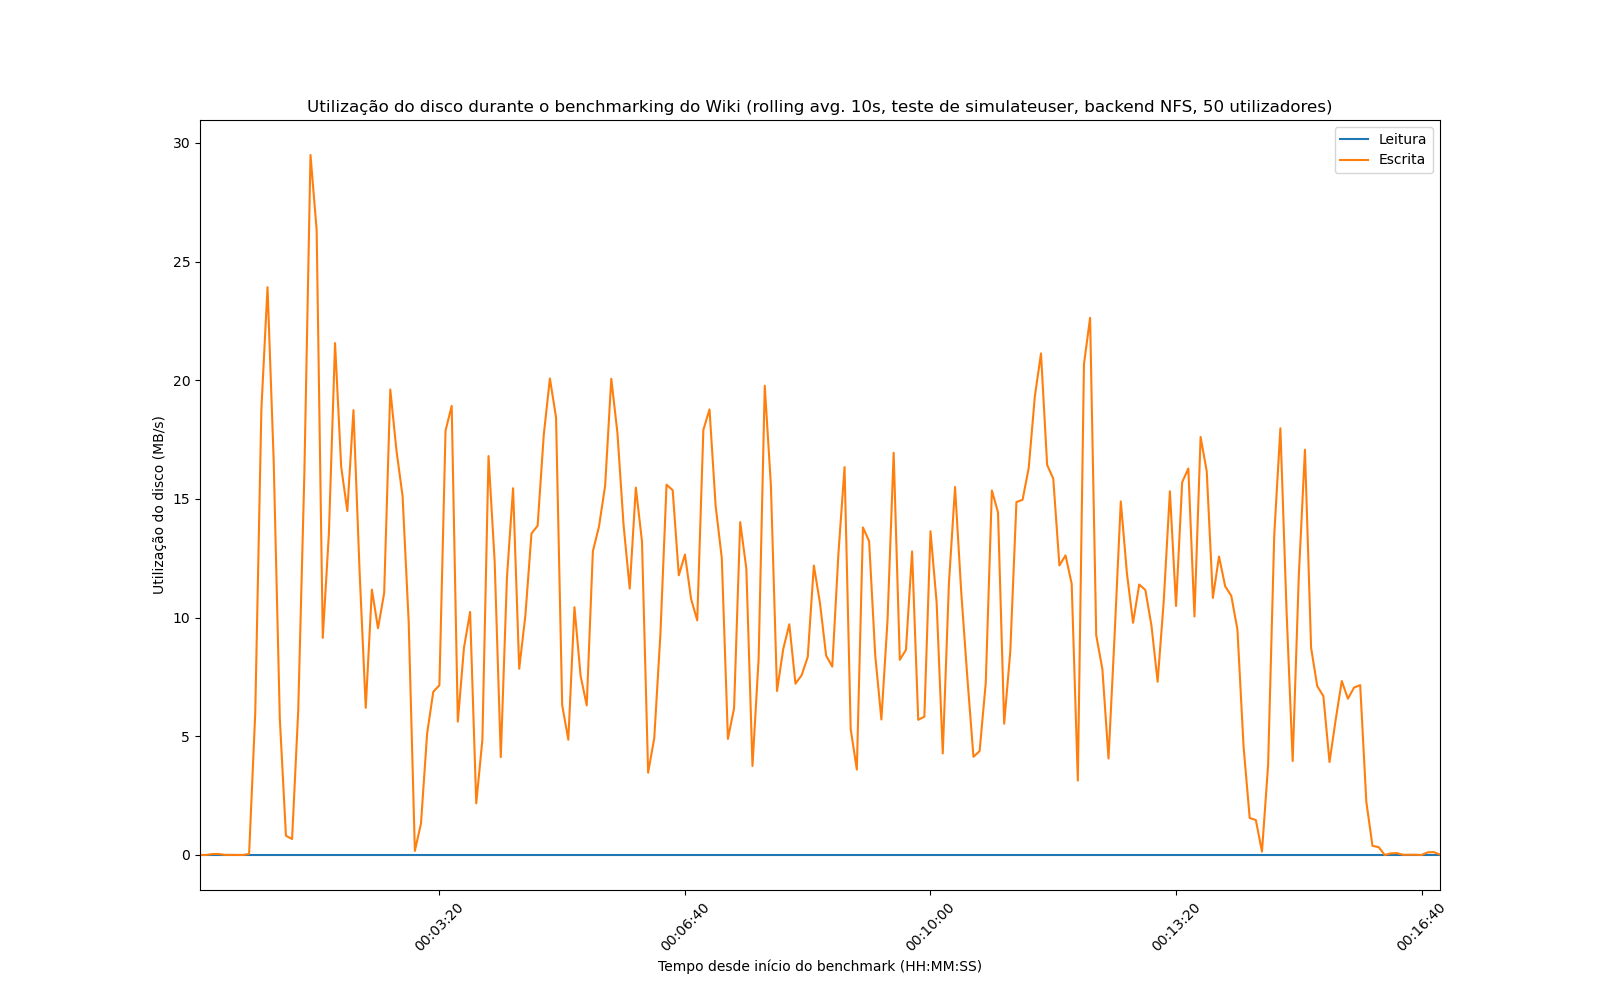 Utilização do disco durante o benchmarking do Wiki (rolling avg. 10s, teste de simulateuser, backend NFS, 50 utilizadores)
Leitura
Escrita
Utilização do disco (MB/s)
30
25
20
15
10
5
0
00:03:20
00:06:40
00:10:00
00:13:20
00:16:40
Tempo desde início do benchmark (HH:MM:SS)